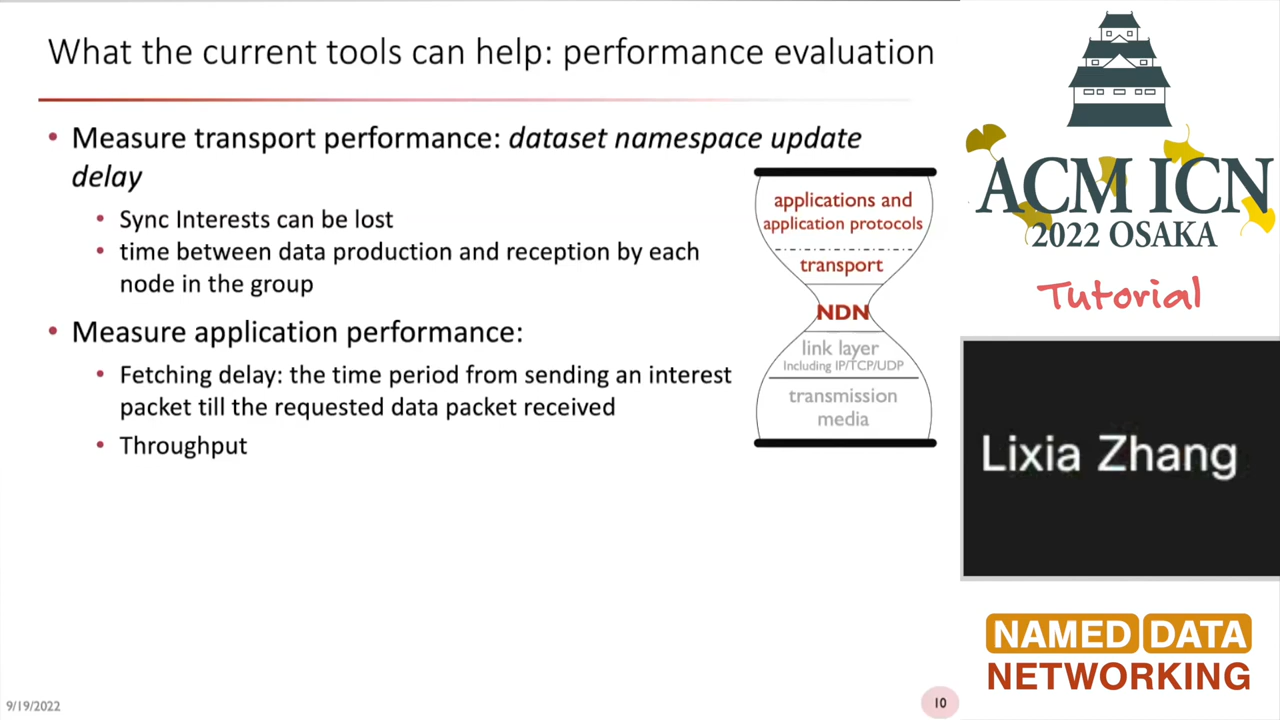 What the current tools can help: performance evaluation
• Measure transport performance: dataset namespace update
delay
• Sync Interests can be lost
• time between data production and reception by each
node in the group
• Measure application performance:
• Fetching delay: the time period from sending an interest
packet till the requested data packet received
• Throughput
applications and
application protocols
transport
NDN
link layer
Including IP/TCP/UDP
transmission
media
9/19/2022
10
ACM ICN
2022 OSAKA
Tutorial
Lixia Zhang
NAMED DATA
NETWORKING